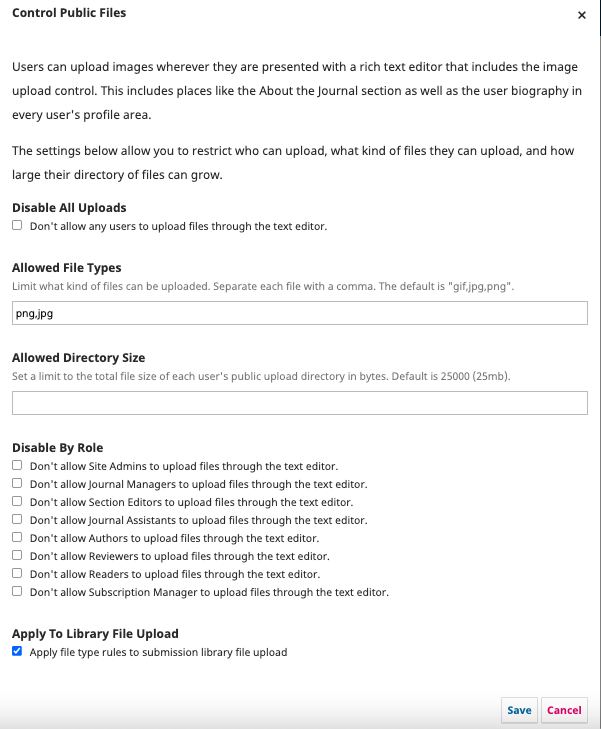 Control Public Files
×
Users can upload images wherever they are presented with a rich text editor that includes the image
upload control. This includes places like the About the Journal section as well as the user biography in
every user's profile area.
The settings below allow you to restrict who can upload, what kind of files they can upload, and how
large their directory of files can grow.
Disable All Uploads
Don't allow any users to upload files through the text editor.
Allowed File Types
Limit what kind of files can be uploaded. Separate each file with a comma. The default is "gif,jpg,png".
png,jpg
Allowed Directory Size
Set a limit to the total file size of each user's public upload directory in bytes. Default is 25000 (25mb).
Disable By Role
Don't allow Site Admins to upload files through the text editor.
Don't allow Journal Managers to upload files through the text editor.
Don't allow Section Editors to upload files through the text editor.
Don't allow Journal Assistants to upload files through the text editor.
Don't allow Authors to upload files through the text editor.
Don't allow Reviewers to upload files through the text editor.
Don't allow Readers to upload files through the text editor.
Don't allow Subscription Manager to upload files through the text editor.
Apply To Library File Upload
Apply file type rules to submission library file upload
Save Cancel